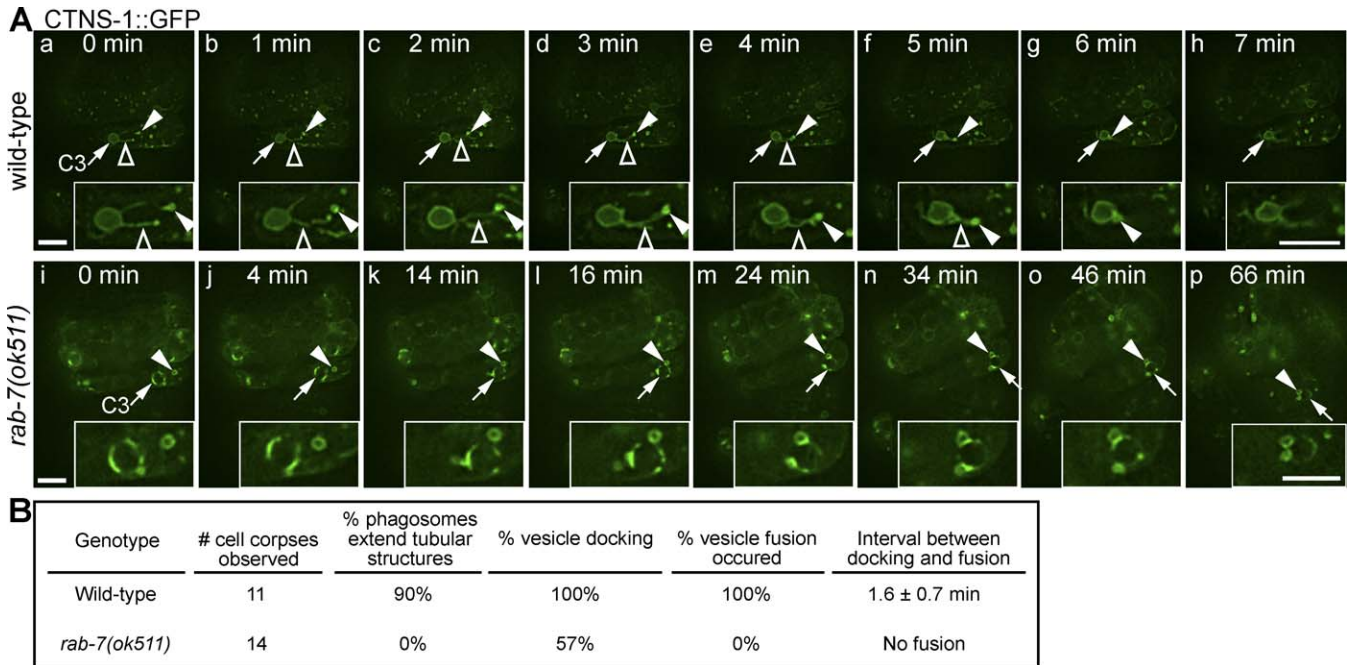 A CTNS-1::GFP
a 0 min b 1 min c 2 min d 3 min e 4 min f 5 min g 6 min h 7 min
wild-type
C3
i 0 min j 4 min k 14 min l 16 min m 24 min n 34 min o 46 min p 66 min
rab-7(ok511)
C3
B
Genotype # cell corpses observed % phagosomes extend tubular structures % vesicle docking % vesicle fusion occured Interval between docking and fusion
Wild-type 11 90% 100% 100% 1.6 ± 0.7 min
rab-7(ok511) 14 0% 57% 0% No fusion